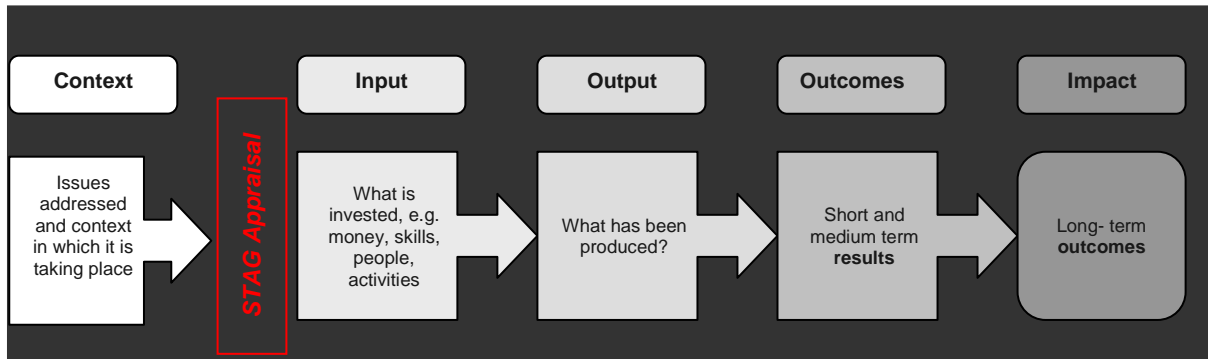 Context
Input
Output
Outcomes
Impact
STAG Appraisal
Issues
addressed
and context
in which it is
taking place
What is
invested, e.g.
money, skills,
people,
activities
What has been
produced?
Short and
medium term
results
Long- term
outcomes